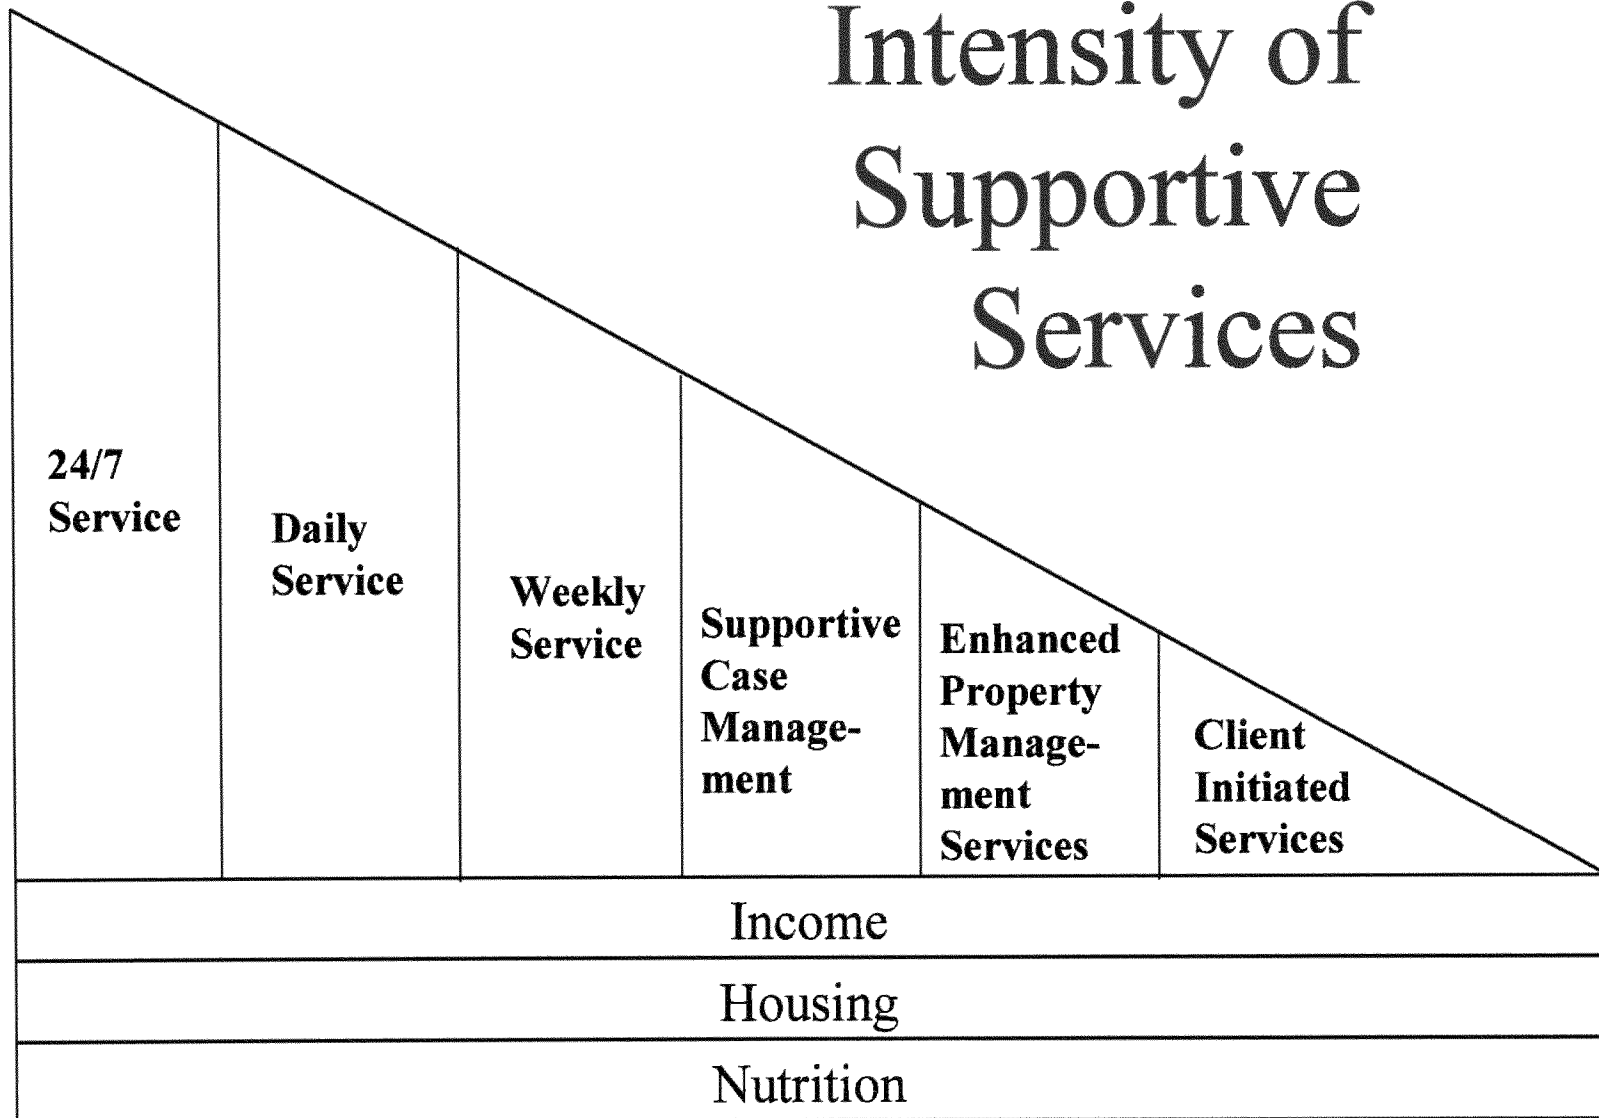 Intensity of
Supportive
Services
24/7
Service
Daily
Service
Weekly
Service
Supportive
Case
Manage-
ment
Enhanced
Property
Manage-
ment
Services
Client
Initiated
Services
Income
Housing
Nutrition